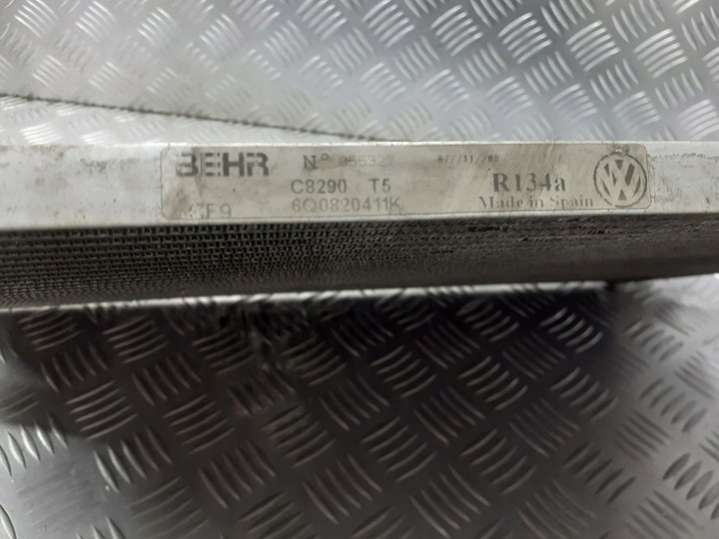 BEHR N.º
C8290 T5 R134a
6Q0820411K Made in Spain